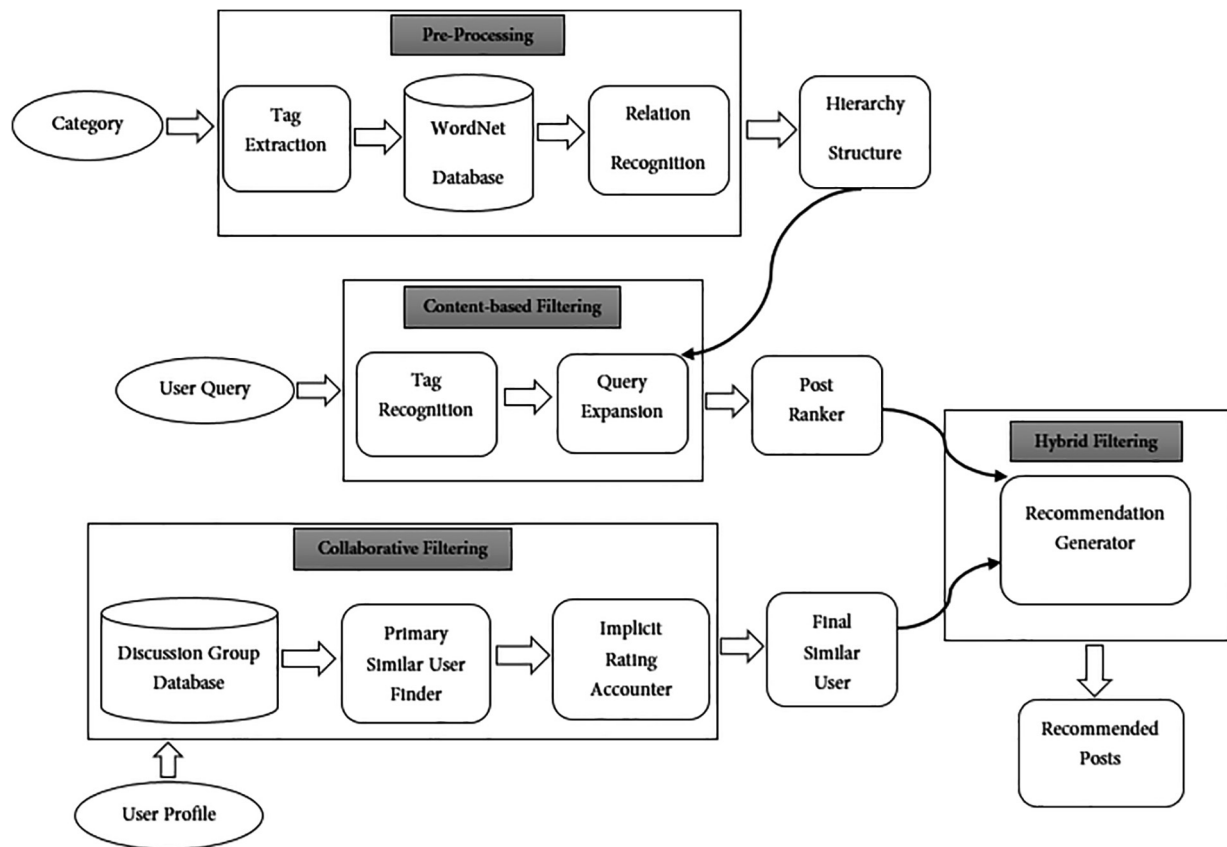 Pre-Processing
Category
Tag
Extraction
WordNet
Database
Relation
Recognition
Hierarchy
Structure
Content-based Filtering
User Query
Tag
Recognition
Query
Expansion
Post
Ranker
Hybrid Filtering
Recommendation
Generator
Collaborative Filtering
Discussion Group
Database
Primary
Similar User
Finder
Implicit
Rating
Accounter
Final
Similar
User
Recommended
Posts
User Profile